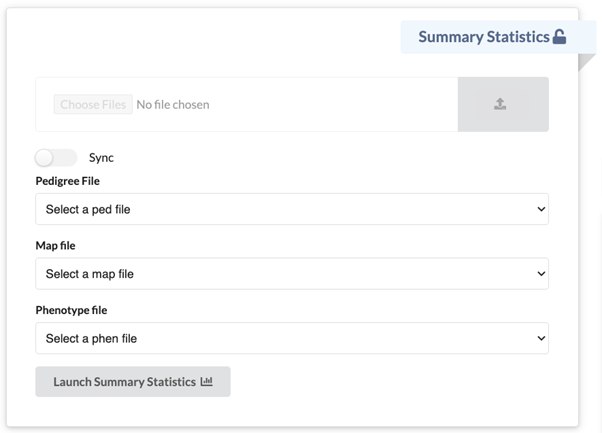 Summary Statistics
Choose Files No file chosen
Sync
Pedigree File
Select a ped file
Map file
Select a map file
Phenotype file
Select a phen file
Launch Summary Statistics